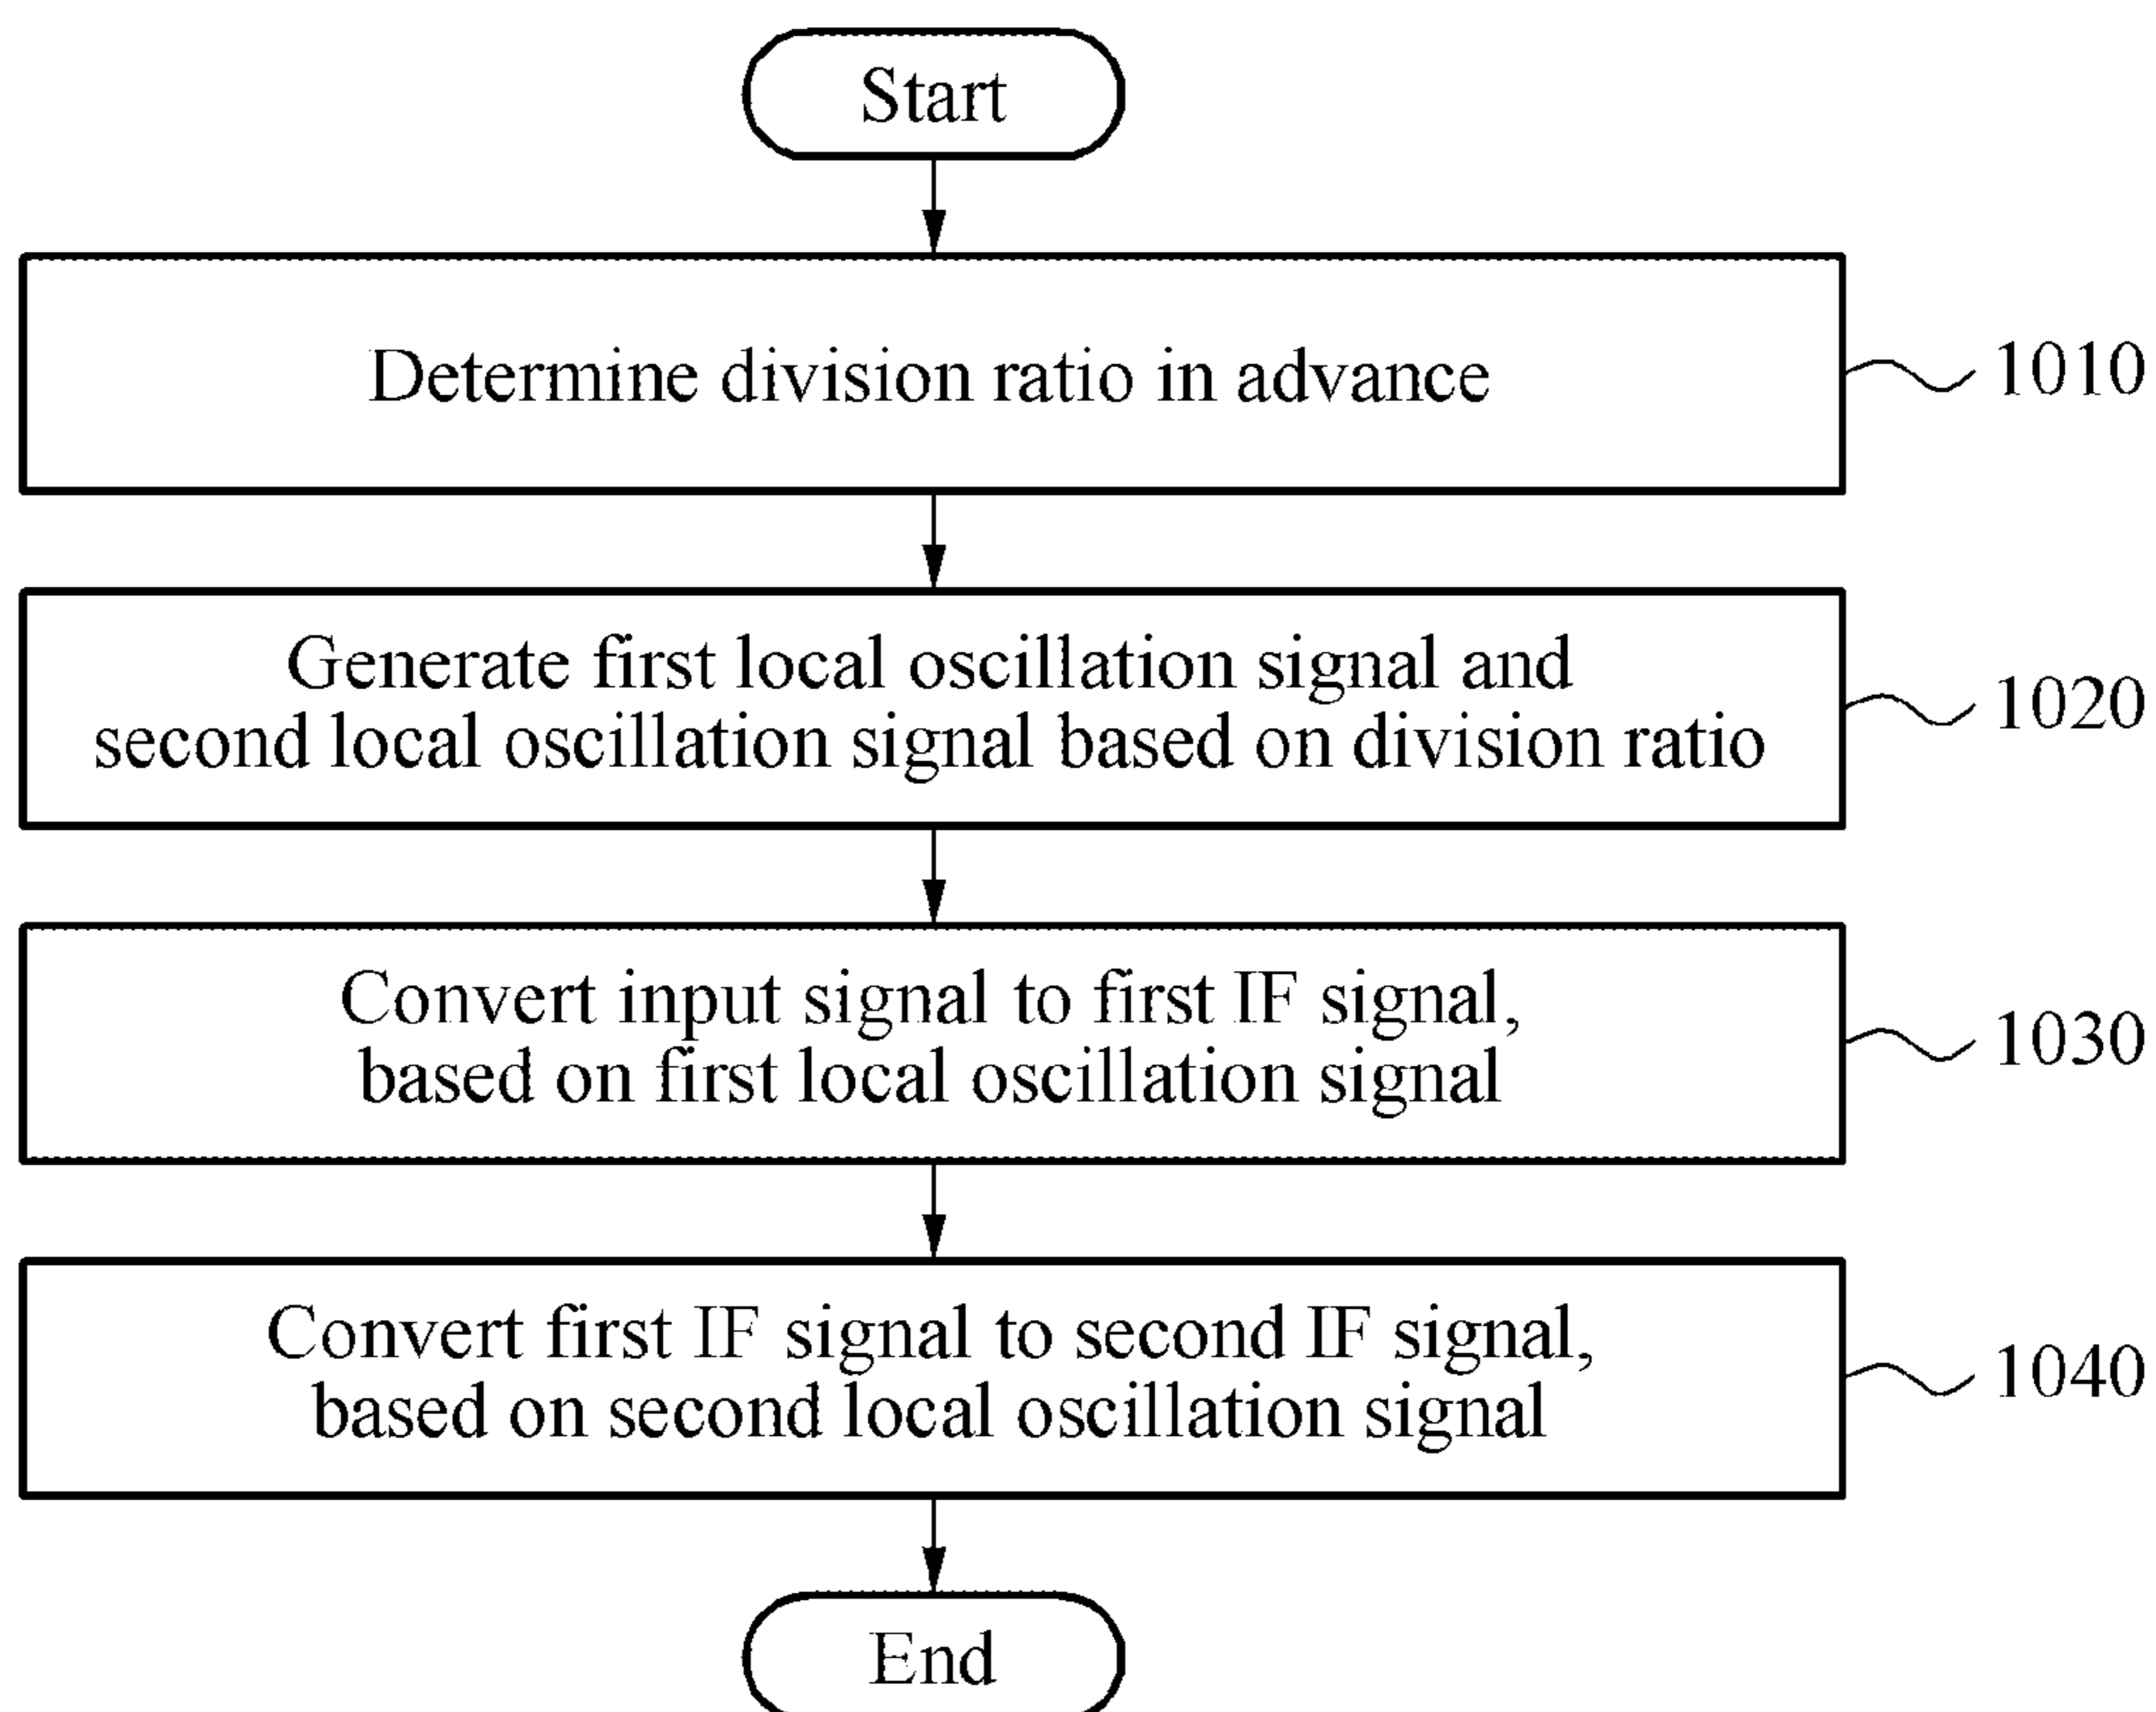 Start
Determine division ratio in advance
1010
Generate first local oscillation signal and
second local oscillation signal based on division ratio
1020
Convert input signal to first IF signal,
based on first local oscillation signal
1030
Convert first IF signal to second IF signal,
based on second local oscillation signal
1040
End